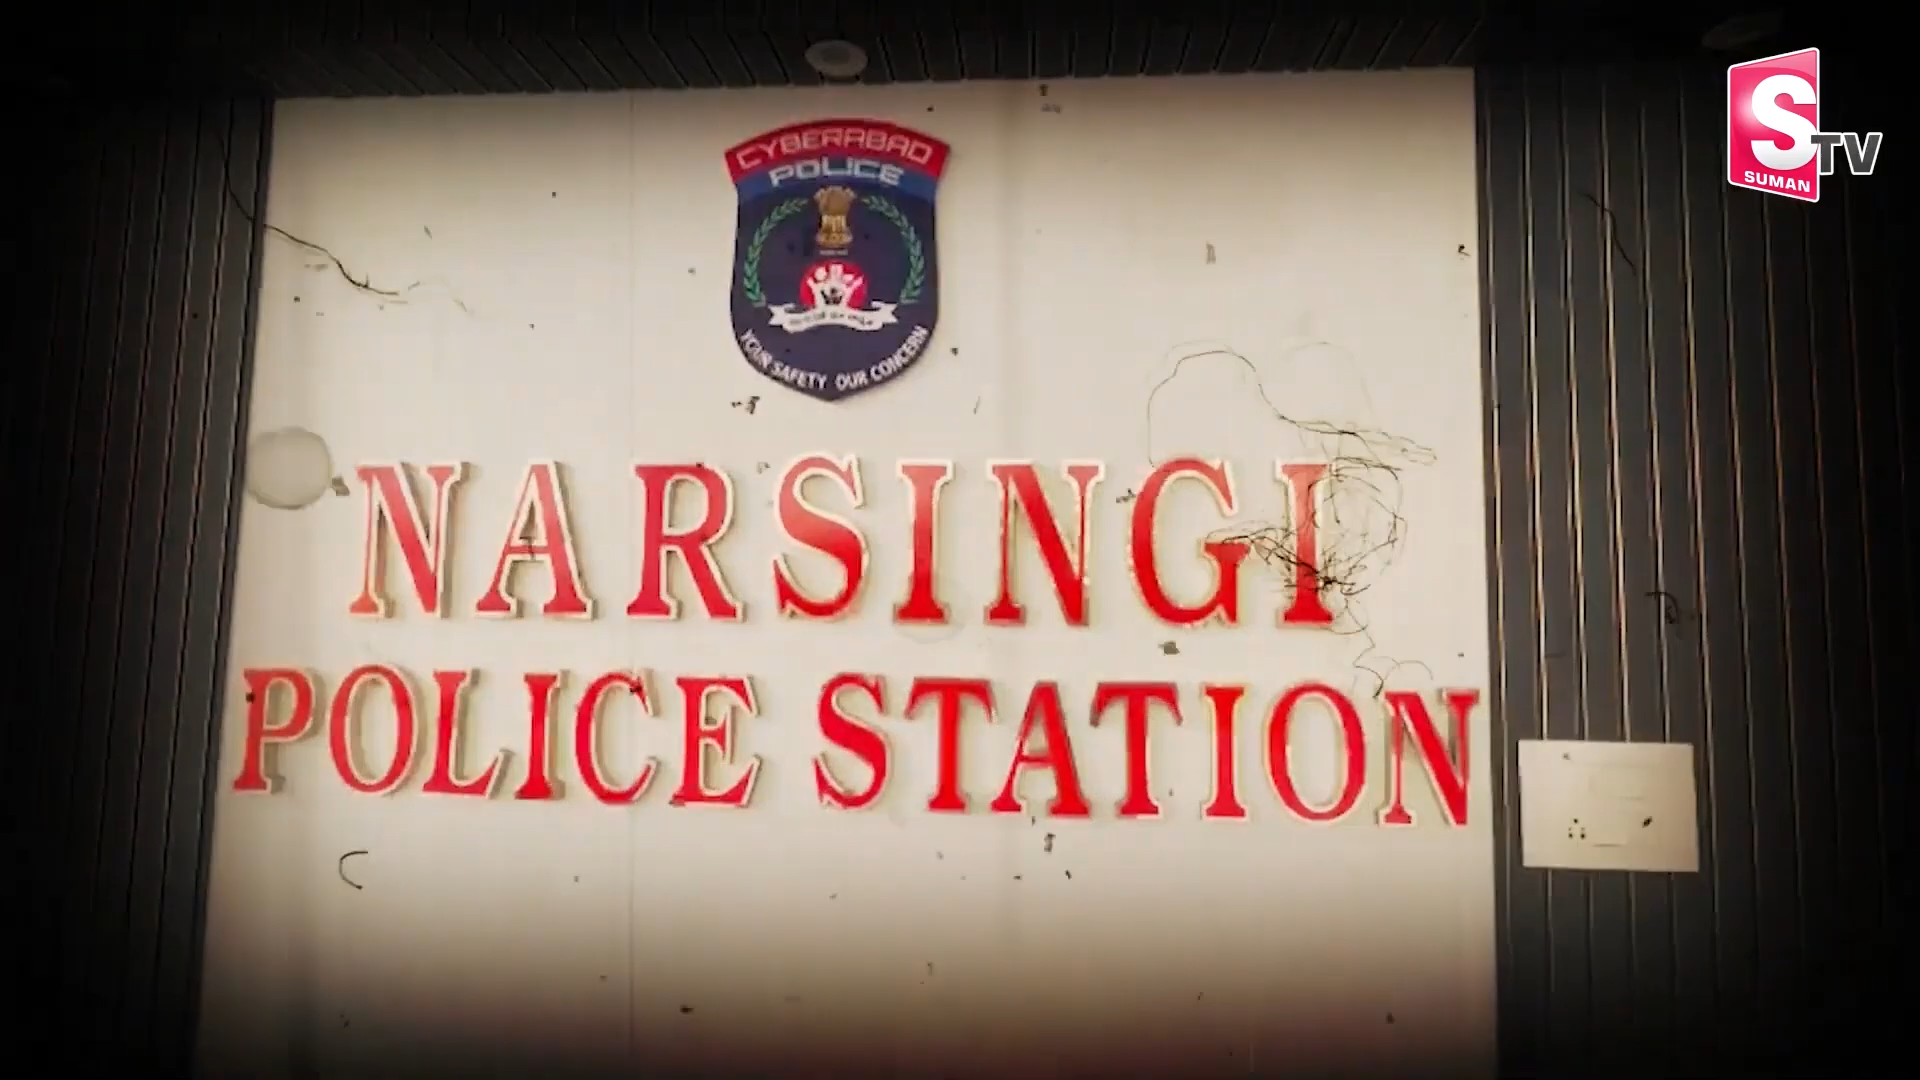 CYBERABAD
POLICE
YOUR SAFETY OUR CONCERN
NARSINGI
POLICE STATION
S TV
SUMAN